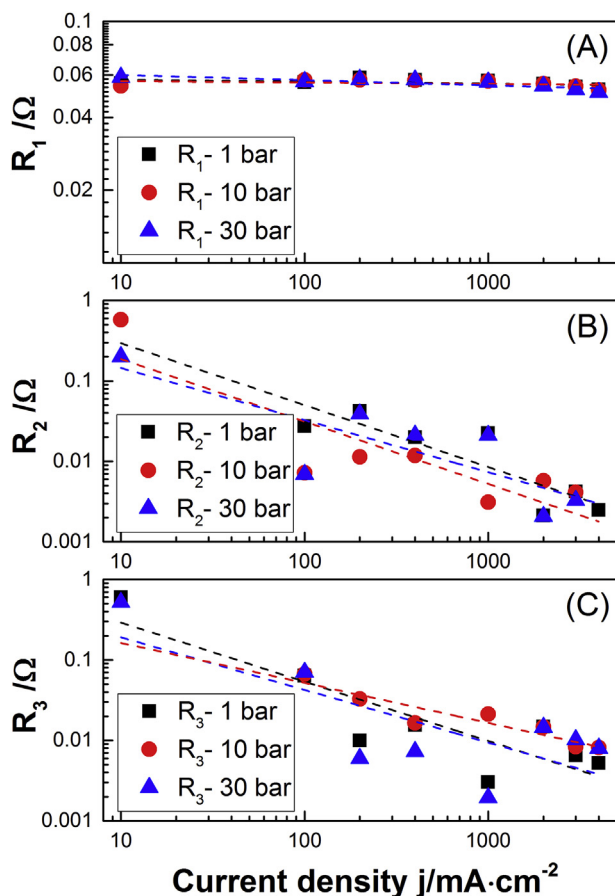 (A)
0.1
0.08
0.06
0.04
0.02
R₁ /Ω
R₁- 1 bar
R₁- 10 bar
R₁- 30 bar
10 100 1000
(B)
1
0.1
0.01
0.001
R₂ /Ω
R₂- 1 bar
R₂- 10 bar
R₂- 30 bar
10 100 1000
(C)
1
0.1
0.01
0.001
R₃ /Ω
R₃- 1 bar
R₃- 10 bar
R₃- 30 bar
10 100 1000
Current density j/mA·cm⁻²